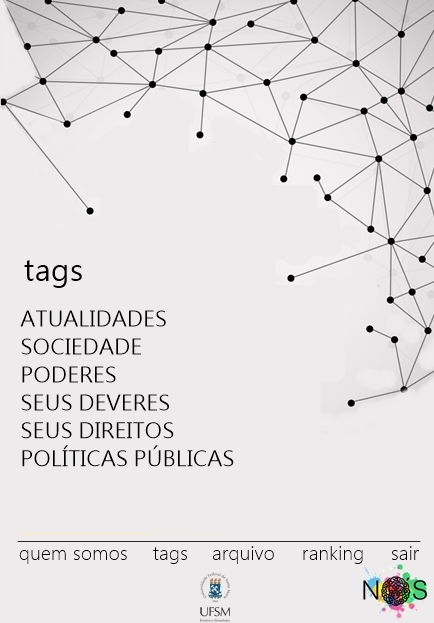 tags
ATUALIDADES
SOCIEDADE
PODERES
SEUS DEVERES
SEUS DIREITOS
POLÍTICAS PÚBLICAS
quem somos tags arquivo ranking sair
NOS
UFSM